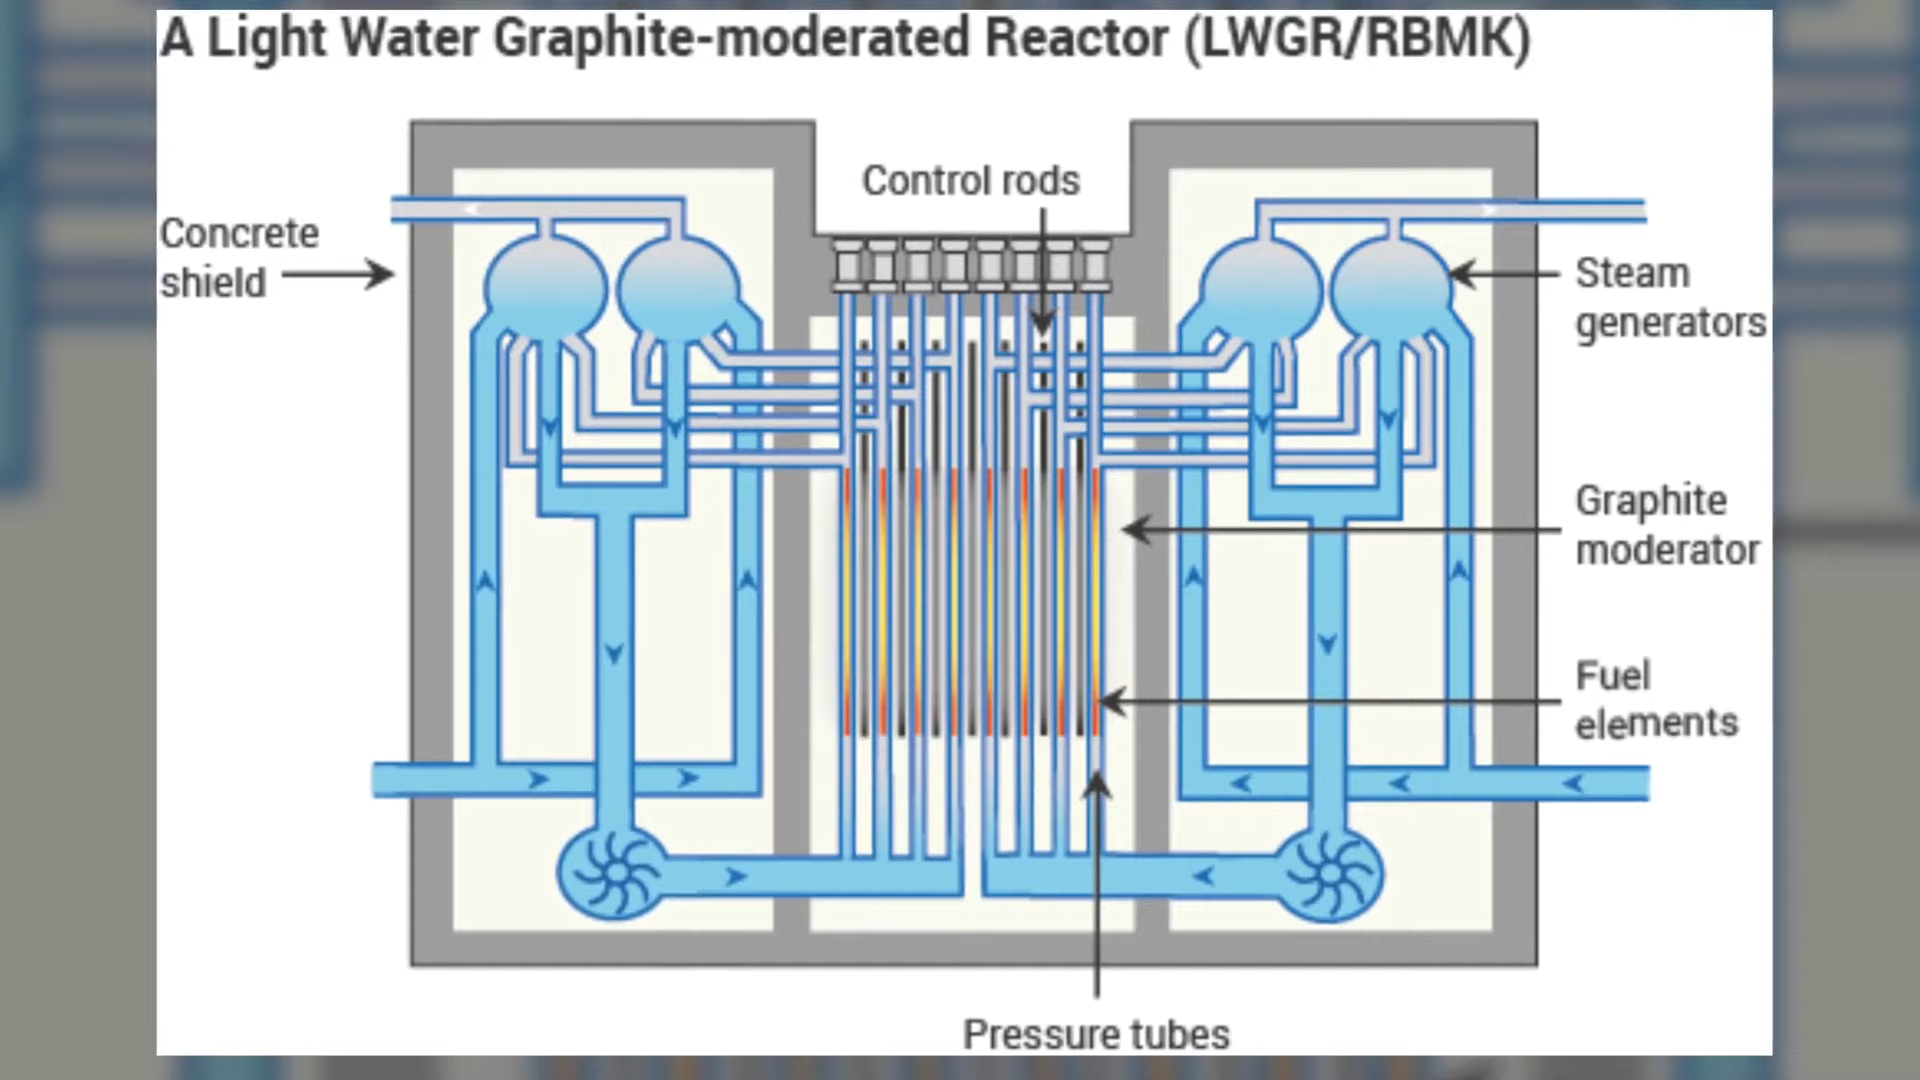 A Light Water Graphite-moderated Reactor (LWGR/RBMK)
Control rods
Concrete
shield
Steam
generators
Graphite
moderator
Fuel
elements
Pressure tubes